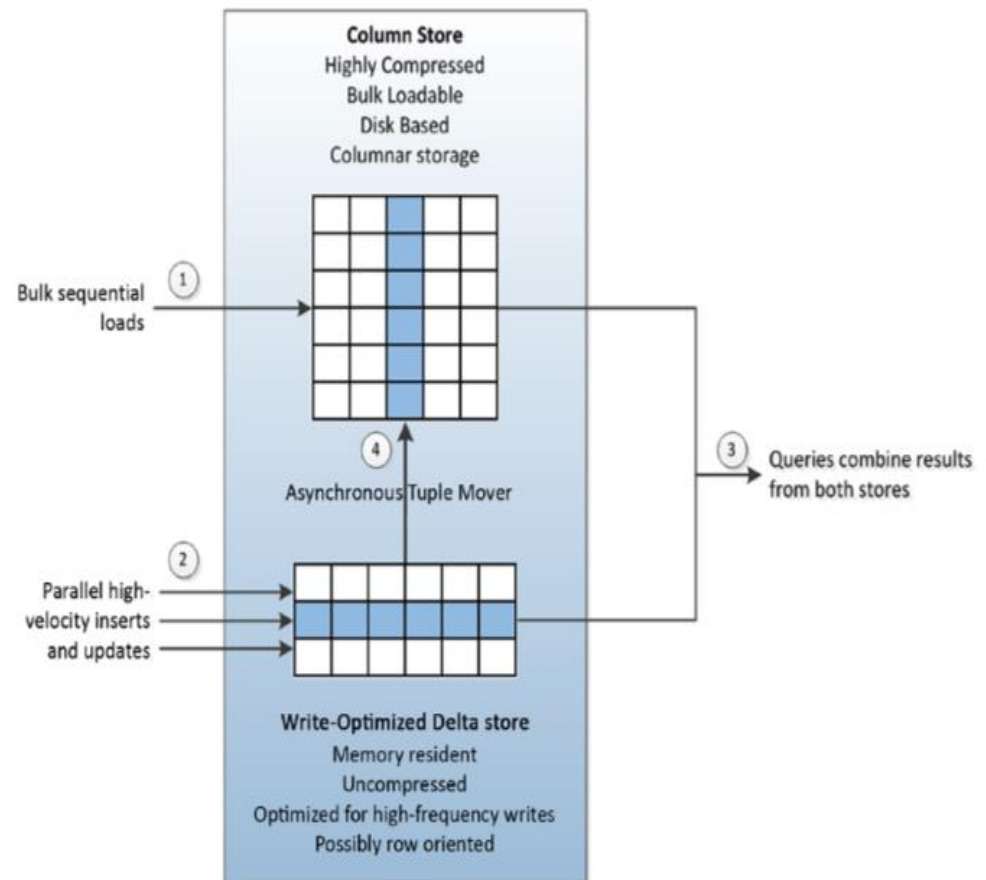 Column Store
Highly Compressed
Bulk Loadable
Disk Based
Columnar storage
1
Bulk sequential
loads
4
3
Queries combine results
from both stores
Asynchronous Tuple Mover
2
Parallel high-
velocity inserts
and updates
Write-Optimized Delta store
Memory resident
Uncompressed
Optimized for high-frequency writes
Possibly row oriented